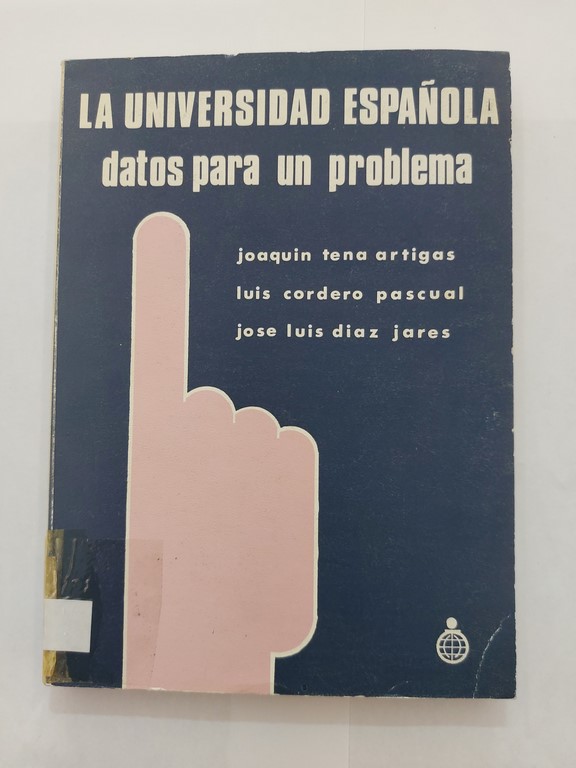 LA UNIVERSIDAD ESPAÑOLA
datos para un problema
joaquin tena artigas
luis cordero pascual
jose luis diaz jares